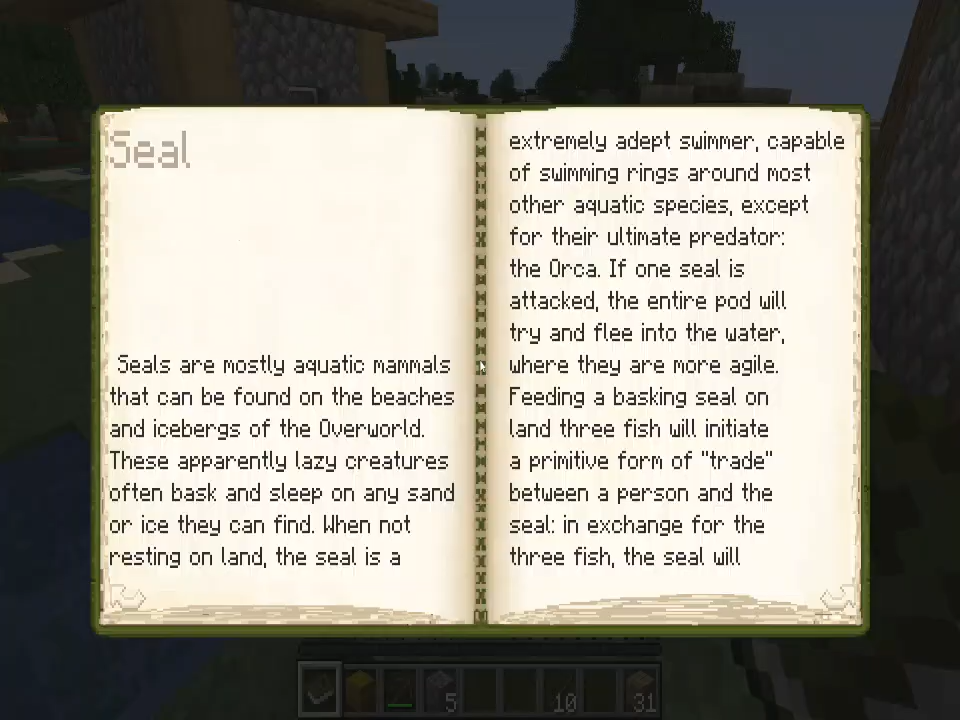 Seal
Seals are mostly aquatic mammals
that can be found on the beaches
and icebergs of the Overworld.
These apparently lazy creatures
often bask and sleep on any sand
or ice they can find. When not
resting on land, the seal is a
extremely adept swimmer, capable
of swimming rings around most
other aquatic species, except
for their ultimate predator:
the Orca. If one seal is
attacked, the entire pod will
try and flee into the water,
where they are more agile.
Feeding a basking seal on
land three fish will initiate
a primitive form of "trade"
between a person and the
seal: in exchange for the
three fish, the seal will
5
10
31